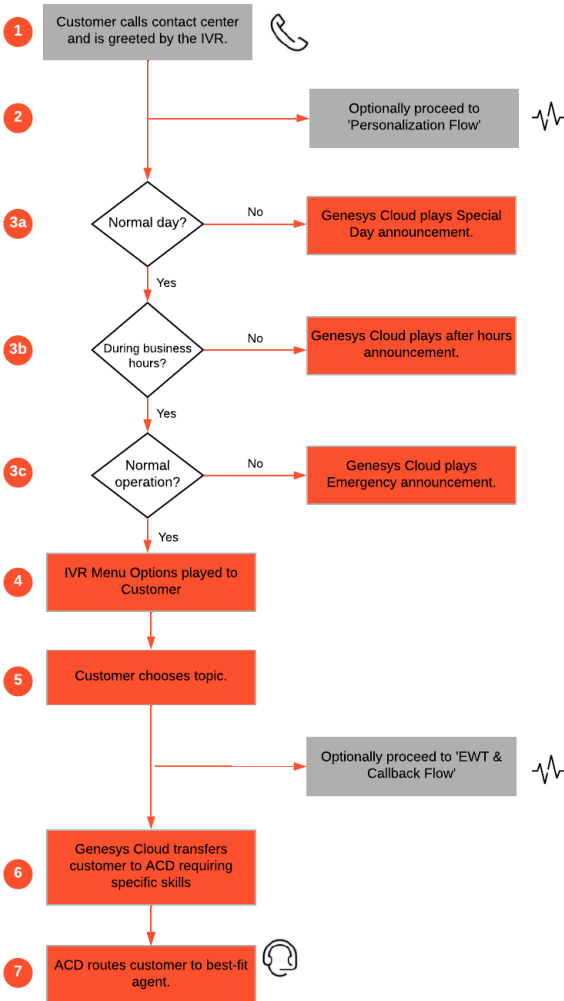 1
Customer calls contact center
and is greeted by the IVR.
2
Optionally proceed to
'Personalization Flow'
3a
Normal day?
No
Genesys Cloud plays Special
Day announcement.
Yes
3b
During business
hours?
No
Genesys Cloud plays after hours
announcement.
Yes
3c
Normal
operation?
No
Genesys Cloud plays
Emergency announcement.
Yes
4
IVR Menu Options played to
Customer
5
Customer chooses topic.
Optionally proceed to 'EWT &
Callback Flow'
6
Genesys Cloud transfers
customer to ACD requiring
specific skills
7
ACD routes customer to best-fit
agent.